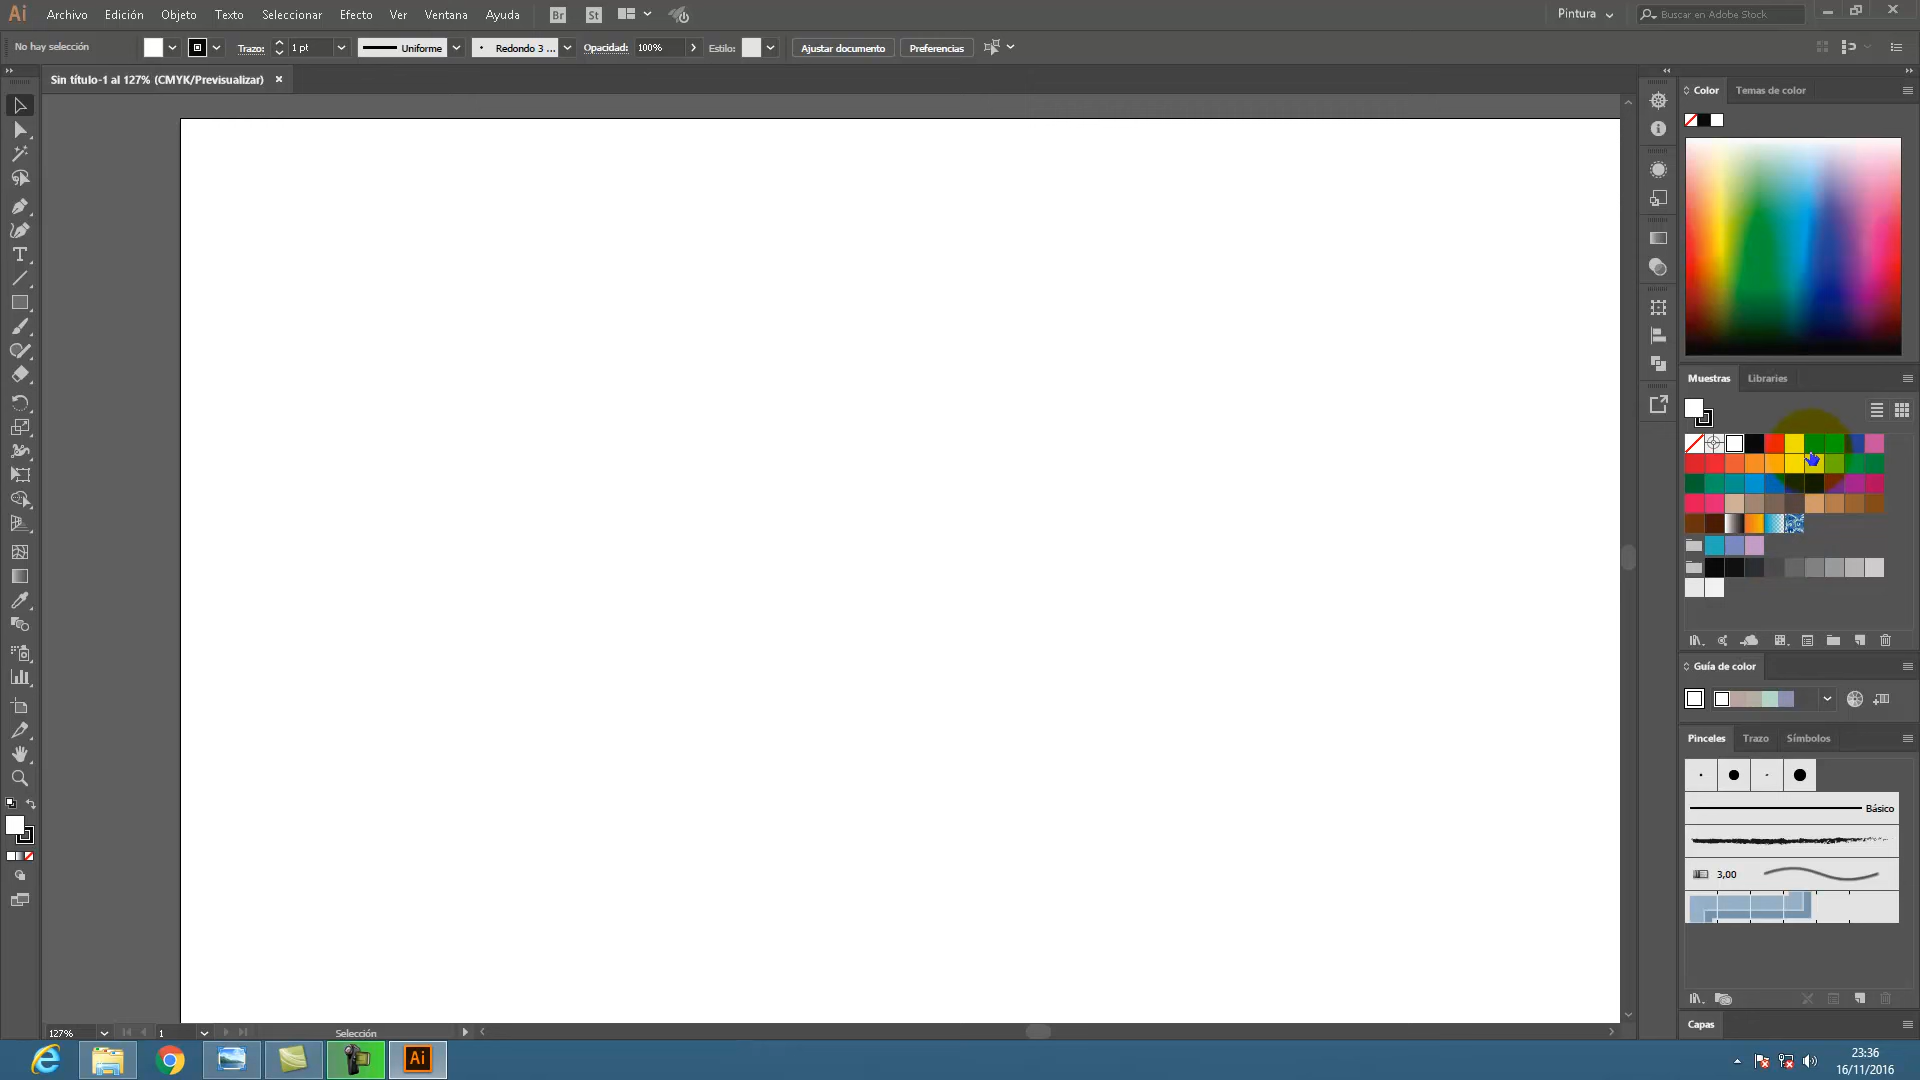 Ai Archivo Edición Objeto Texto Seleccionar Efecto Ver Ventana Ayuda Br St Pintura Buscar en Adobe Stock
No hay selección Trazo: 1 pt Uniforme Redondo 3 ... Opacidad: 100% Estilo: Ajustar documento Preferencias
Sin título-1 al 127% (CMYK/Previsualizar)
Color Temas de color
Muestras Libraries
Guía de color
Pinceles Trazo Símbolos
Básico
3,00
Capas
127% 1 Selección
Ai
23:36
16/11/2016